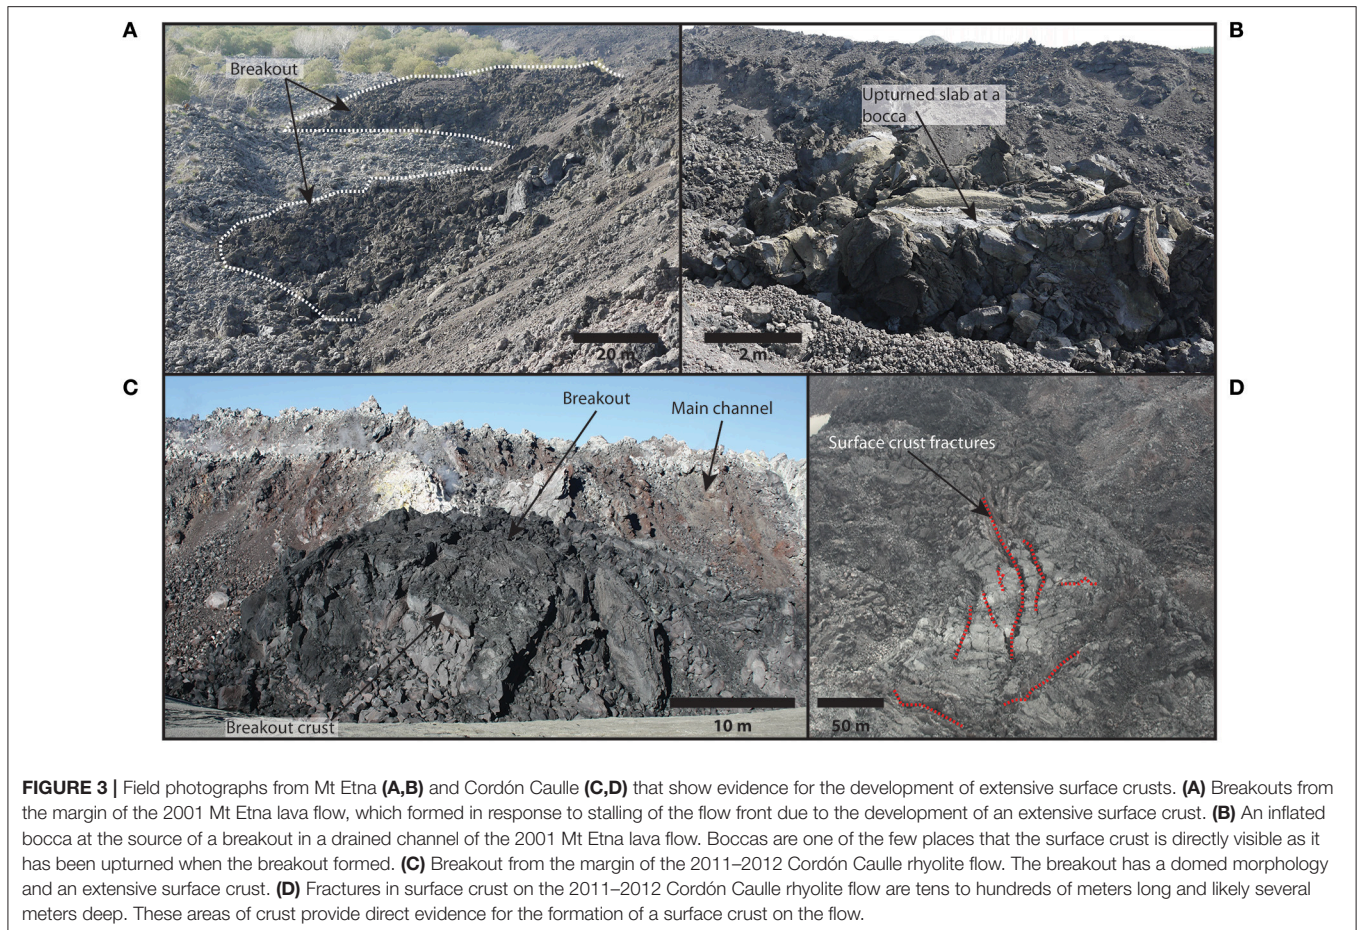 A
B
Breakout
Upturned slab at a
bocca
20 m
2 m
C
D
Breakout
Main channel
Surface crust fractures
Breakout crust
10 m
50 m
FIGURE 3 | Field photographs from Mt Etna (A,B) and Cordón Caulle (C,D) that show evidence for the development of extensive surface crusts. (A) Breakouts from
the margin of the 2001 Mt Etna lava flow, which formed in response to stalling of the flow front due to the development of an extensive surface crust. (B) An inflated
bocca at the source of a breakout in a drained channel of the 2001 Mt Etna lava flow. Boccas are one of the few places that the surface crust is directly visible as it
has been upturned when the breakout formed. (C) Breakout from the margin of the 2011–2012 Cordón Caulle rhyolite flow. The breakout has a domed morphology
and an extensive surface crust. (D) Fractures in surface crust on the 2011–2012 Cordón Caulle rhyolite flow are tens to hundreds of meters long and likely several
meters deep. These areas of crust provide direct evidence for the formation of a surface crust on the flow.